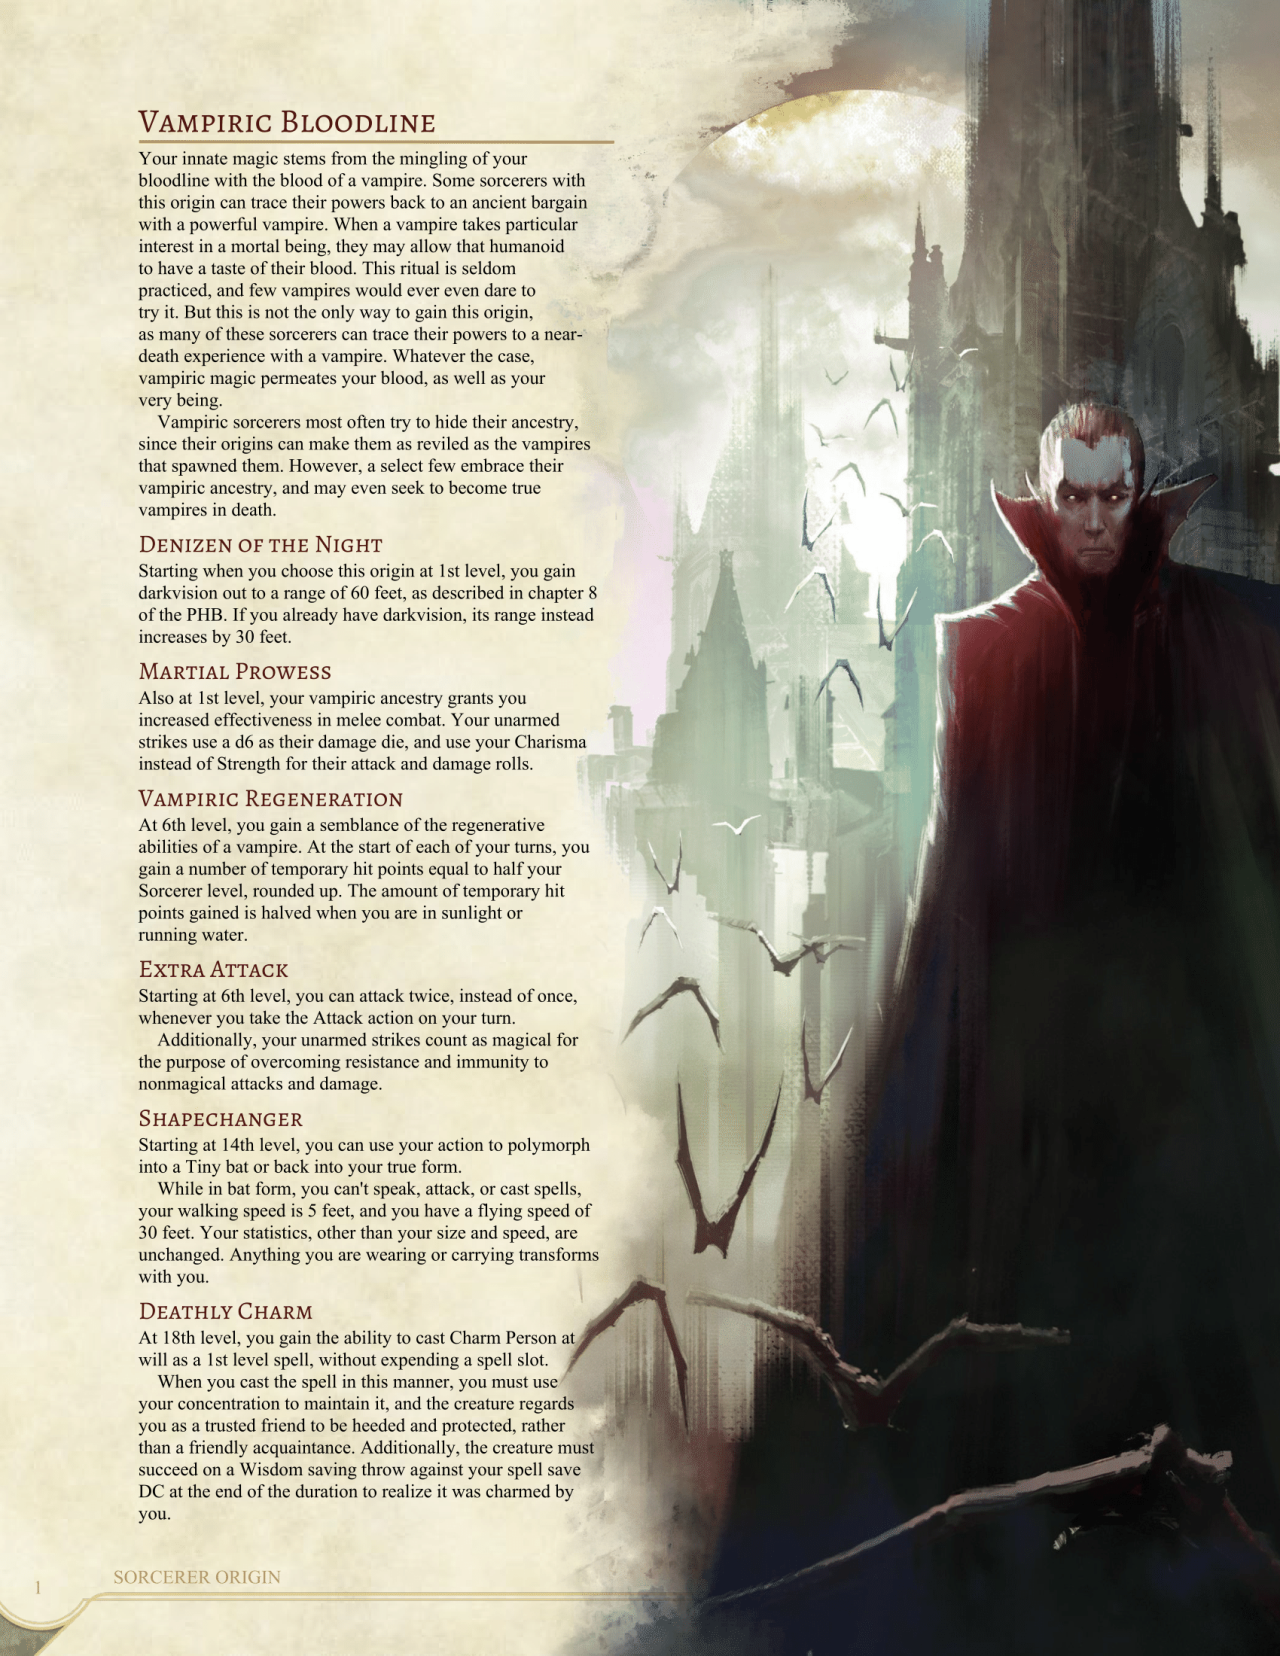 Vampiric Bloodline
Your innate magic stems from the mingling of your
bloodline with the blood of a vampire. Some sorcerers with
this origin can trace their powers back to an ancient bargain
with a powerful vampire. When a vampire takes particular
interest in a mortal being, they may allow that humanoid
to have a taste of their blood. This ritual is seldom
practiced, and few vampires would ever even dare to
try it. But this is not the only way to gain this origin,
as many of these sorcerers can trace their powers to a near-
death experience with a vampire. Whatever the case,
vampiric magic permeates your blood, as well as your
very being.
Vampiric sorcerers most often try to hide their ancestry,
since their origins can make them as reviled as the vampires
that spawned them. However, a select few embrace their
vampiric ancestry, and may even seek to become true
vampires in death.
Denizen of the Night
Starting when you choose this origin at 1st level, you gain
darkvision out to a range of 60 feet, as described in chapter 8
of the PHB. If you already have darkvision, its range instead
increases by 30 feet.
Martial Prowess
Also at 1st level, your vampiric ancestry grants you
increased effectiveness in melee combat. Your unarmed
strikes use a d6 as their damage die, and use your Charisma
instead of Strength for their attack and damage rolls.
Vampiric Regeneration
At 6th level, you gain a semblance of the regenerative
abilities of a vampire. At the start of each of your turns, you
gain a number of temporary hit points equal to half your
Sorcerer level, rounded up. The amount of temporary hit
points gained is halved when you are in sunlight or
running water.
Extra Attack
Starting at 6th level, you can attack twice, instead of once,
whenever you take the Attack action on your turn.
Additionally, your unarmed strikes count as magical for
the purpose of overcoming resistance and immunity to
nonmagical attacks and damage.
Shapechanger
Starting at 14th level, you can use your action to polymorph
into a Tiny bat or back into your true form.
While in bat form, you can't speak, attack, or cast spells,
your walking speed is 5 feet, and you have a flying speed of
30 feet. Your statistics, other than your size and speed, are
unchanged. Anything you are wearing or carrying transforms
with you.
Deathly Charm
At 18th level, you gain the ability to cast Charm Person at
will as a 1st level spell, without expending a spell slot.
When you cast the spell in this manner, you must use
your concentration to maintain it, and the creature regards
you as a trusted friend to be heeded and protected, rather
than a friendly acquaintance. Additionally, the creature must
succeed on a Wisdom saving throw against your spell save
DC at the end of the duration to realize it was charmed by
you.
SORCERER ORIGIN
1